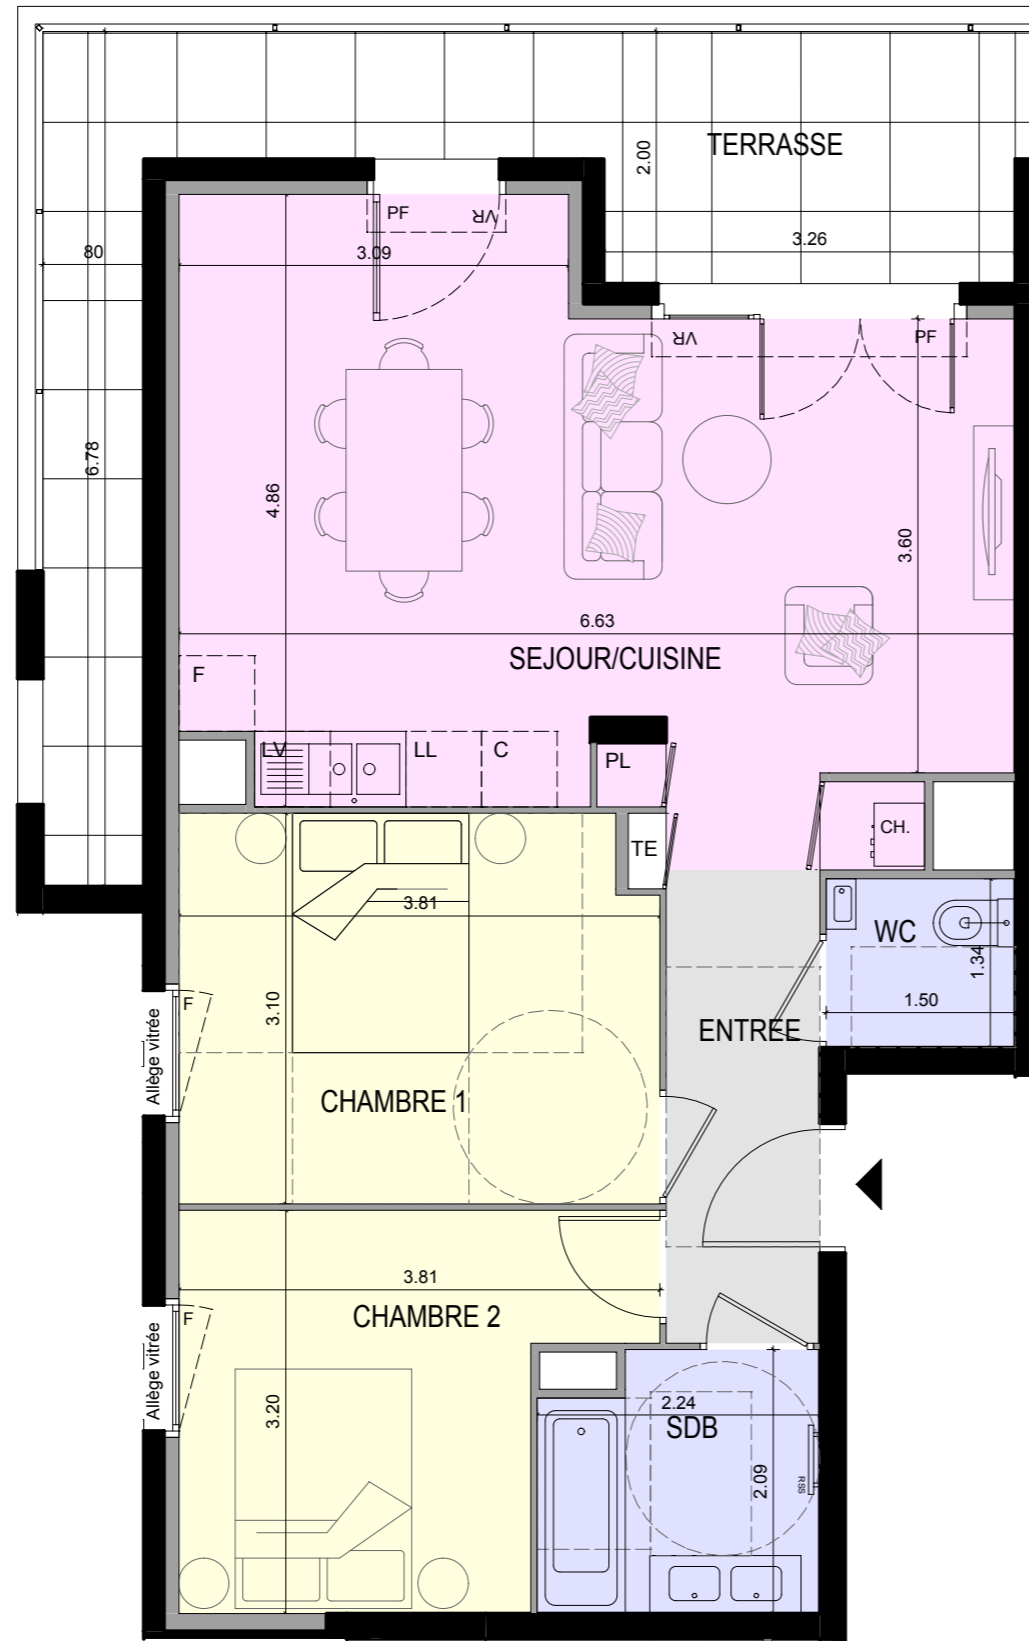 TERRASSE
2.00
PF
VR
80
3.09
3.26
VR
PF
6.78
4.86
3.60
6.63
SEJOUR/CUISINE
F
LV
LL
C
PL
CH.
TE
3.81
WC
1.34
1.50
F
3.10
ENTREE
Allège vitrée
CHAMBRE 1
3.81
F
CHAMBRE 2
Allège vitrée
3.20
2.24
SDB
2.09
RSS